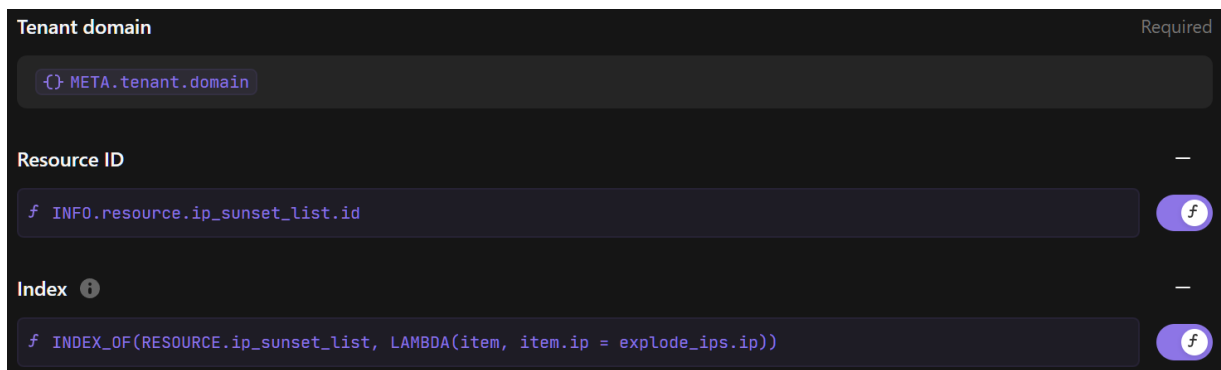 Tenant domain Required
{} META.tenant.domain
Resource ID
f INFO.resource.ip_sunset_list.id
f
Index i
f INDEX_OF(RESOURCE.ip_sunset_list, LAMBDA(item, item.ip = explode_ips.ip))
f